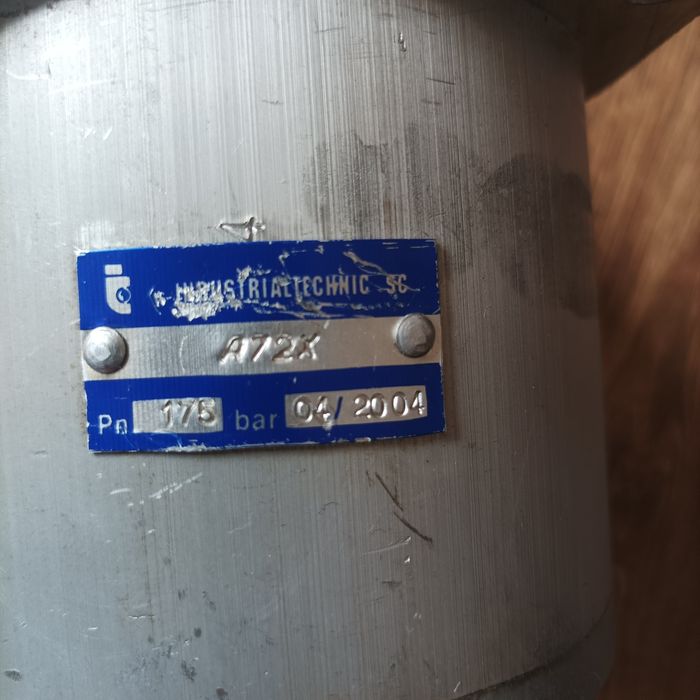 INDUSTRIALTECHNIC SC
A72X
Pn 175 bar 04/2004